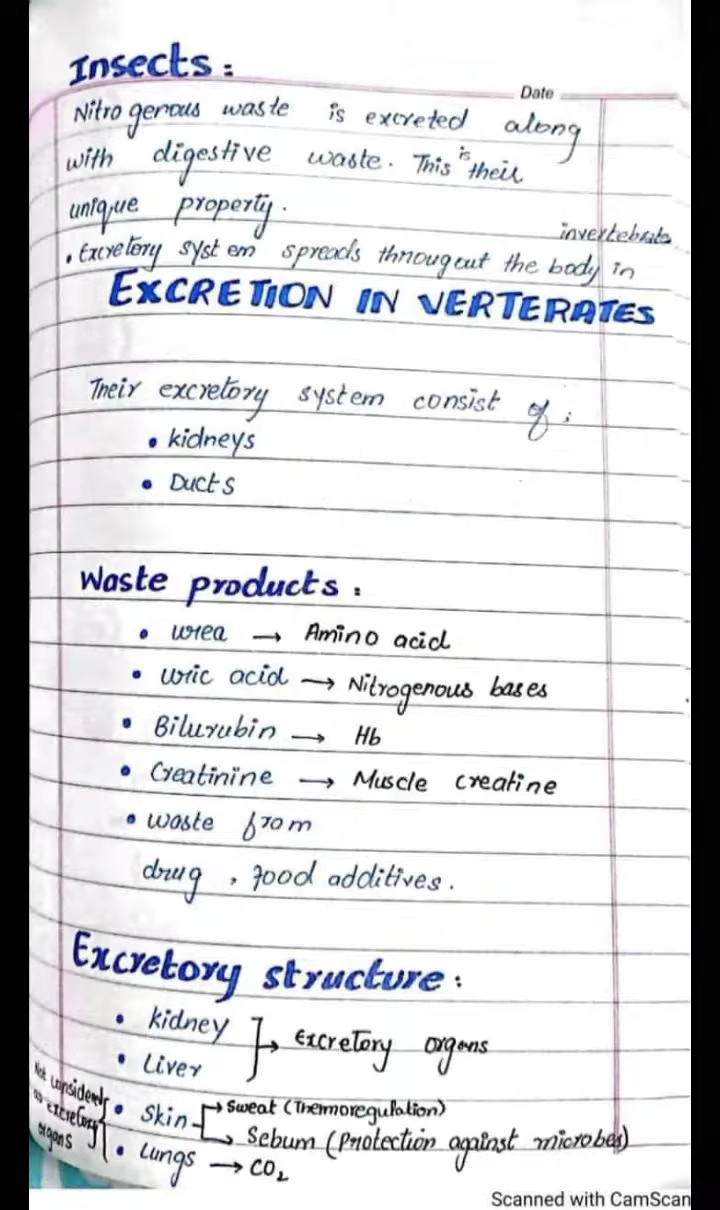 Insects :
Date
Nitrogenous waste is excreted along
with digestive waste. This is their
unique property.
invertebrate
• Excretory system spreads througout the body in
EXCRETION IN VERTERATES
Their excretory system consist of ;
• kidneys
• Ducts
Waste products :
• urea → Amino acid
• uric acid → Nitrogenous bases
• Bilurubin → Hb
• Creatinine → Muscle creatine
• waste from
drug , food additives .
Excretory structure :
• kidney
→ Excretory organs
• Liver
Not considered as excretory organs
• Skin → Sweat (Thermoregulation)
→ Sebum (Protection against microbes)
• Lungs → CO₂
Scanned with CamScan